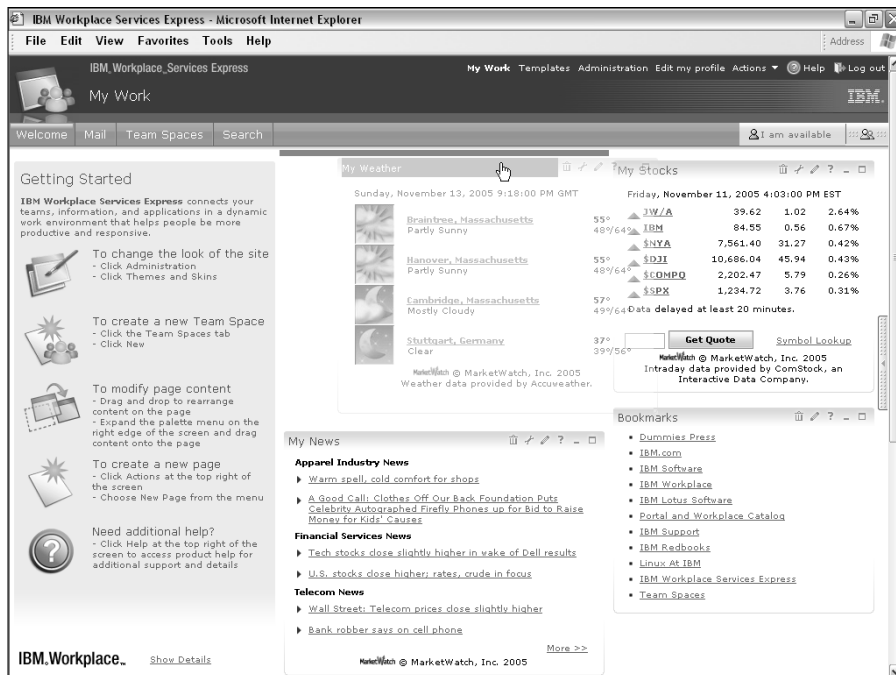 IBM Workplace Services Express - Microsoft Internet Explorer
File Edit View Favorites Tools Help
Address
IBM Workplace Services Express
My Work Templates Administration Edit my profile Actions Help Log out
My Work
IBM.
Welcome Mail Team Spaces Search
I am available
Getting Started
IBM Workplace Services Express connects your
teams, information, and applications in a dynamic
work environment that helps people be more
productive and responsive.
To change the look of the site
- Click Administration
- Click Themes and Skins
To create a new Team Space
- Click the Team Spaces tab
- Click New
To modify page content
- Drag and drop to rearrange
content on the page
- Expand the palette menu on the
right edge of the screen and drag
content onto the page
To create a new page
- Click Actions at the top right of
the screen
- Choose New Page from the menu
Need additional help?
- Click Help at the top right of the
screen to access product help for
additional support and details
IBM Workplace™ Show Details
My Weather
Sunday, November 13, 2005 9:18:00 PM GMT
Braintree, Massachusetts 55°
Partly Sunny 48°/64°
Hanover, Massachusetts 55°
Partly Sunny 48°/64°
Cambridge, Massachusetts 57°
Mostly Cloudy 49°/64°
Stuttgart, Germany 37°
Clear 39°/56°
MarketWatch © MarketWatch, Inc. 2005
Weather data provided by Accuweather.
My News
Apparel Industry News
Warm spell, cold comfort for shops
A Good Call: Clothes Off Our Back Foundation Puts
Celebrity Autographed Firefly Phones up for Bid to Raise
Money for Kids' Causes
Financial Services News
Tech stocks close slightly higher in wake of Dell results
U.S. stocks close higher; rates, crude in focus
Telecom News
Wall Street: Telecom prices close slightly higher
Bank robber says on cell phone
More >>
MarketWatch © MarketWatch, Inc. 2005
My Stocks
Friday, November 11, 2005 4:03:00 PM EST
JW/A 39.62 1.02 2.64%
IBM 84.55 0.56 0.67%
$NYA 7,561.40 31.27 0.42%
$DJI 10,686.04 45.94 0.43%
$COMPQ 2,202.47 5.79 0.26%
$SPX 1,234.72 3.76 0.31%
Data delayed at least 20 minutes.
Get Quote Symbol Lookup
MarketWatch © MarketWatch, Inc. 2005
Intraday data provided by ComStock, an
Interactive Data Company.
Bookmarks
Dummies Press
IBM.com
IBM Software
IBM Workplace
IBM Lotus Software
Portal and Workplace Catalog
IBM Support
IBM Redbooks
Linux At IBM
IBM Workplace Services Express
Team Spaces